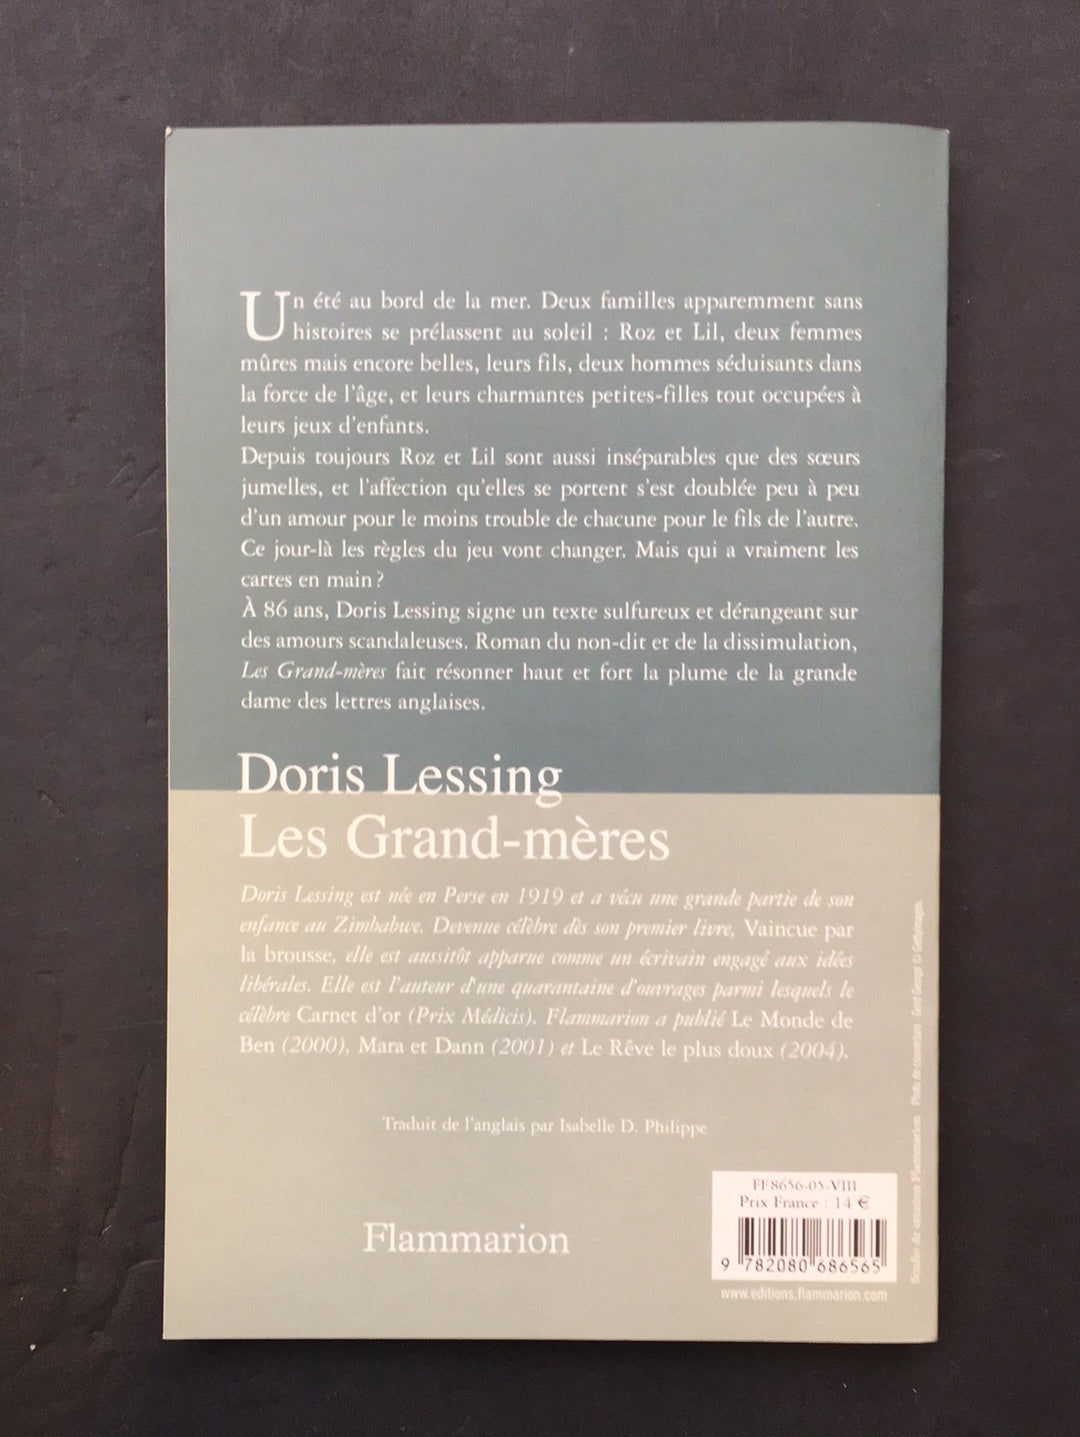 Un été au bord de la mer. Deux familles apparemment sans
histoires se prélassent au soleil : Roz et Lil, deux femmes
mûres mais encore belles, leurs fils, deux hommes séduisants dans
la force de l'âge, et leurs charmantes petites-filles tout occupées à
leurs jeux d'enfants.
Depuis toujours Roz et Lil sont aussi inséparables que des sœurs
jumelles, et l'affection qu'elles se portent s'est doublée peu à peu
d'un amour pour le moins trouble de chacune pour le fils de l'autre.
Ce jour-là les règles du jeu vont changer. Mais qui a vraiment les
cartes en main ?
À 86 ans, Doris Lessing signe un texte sulfureux et dérangeant sur
des amours scandaleuses. Roman du non-dit et de la dissimulation,
Les Grand-mères fait résonner haut et fort la plume de la grande
dame des lettres anglaises.
Doris Lessing
Les Grand-mères
Doris Lessing est née en Perse en 1919 et a vécu une grande partie de son
enfance au Zimbabwe. Devenue célèbre dès son premier livre, Vaincue par
la brousse, elle est aussitôt apparue comme un écrivain engagé aux idées
libérales. Elle est l'auteur d'une quarantaine d'ouvrages parmi lesquels le
célèbre Carnet d'or (Prix Médicis). Flammarion a publié Le Monde de
Ben (2000), Mara et Dann (2001) et Le Rêve le plus doux (2004).
Traduit de l'anglais par Isabelle D. Philippe
Flammarion
FF8656-05-VIII
Prix France : 14 €
9 782080 686565
www.editions.flammarion.com
Studio de création Flammarion Photo de couverture : Gerd George © Gettyimages.